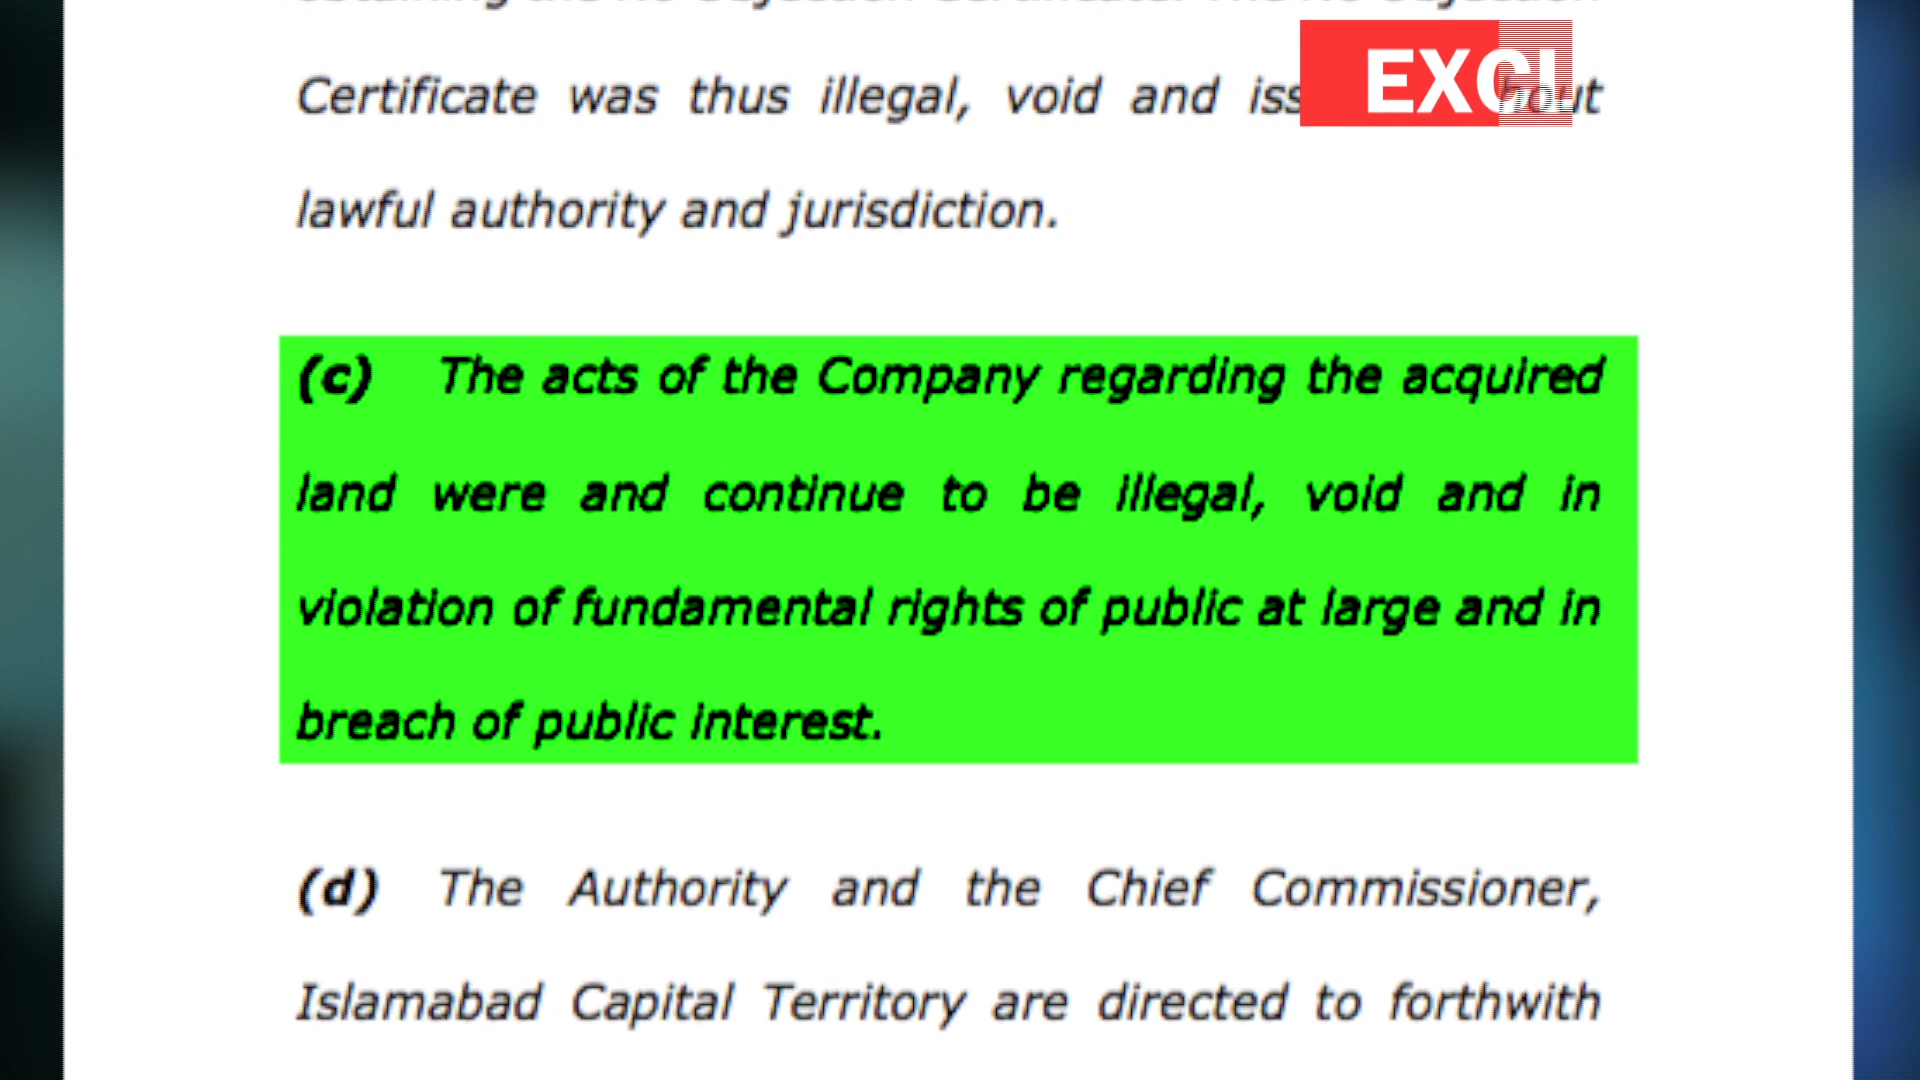 EXCL
Certificate was thus illegal, void and
lawful authority and jurisdiction.
(c) The acts of the Company regarding the acquired
land were and continue to be illegal, void and in
violation of fundamental rights of public at large and in
breach of public interest.
(d) The Authority and the Chief Commissioner,
Islamabad Capital Territory are directed to forthwith